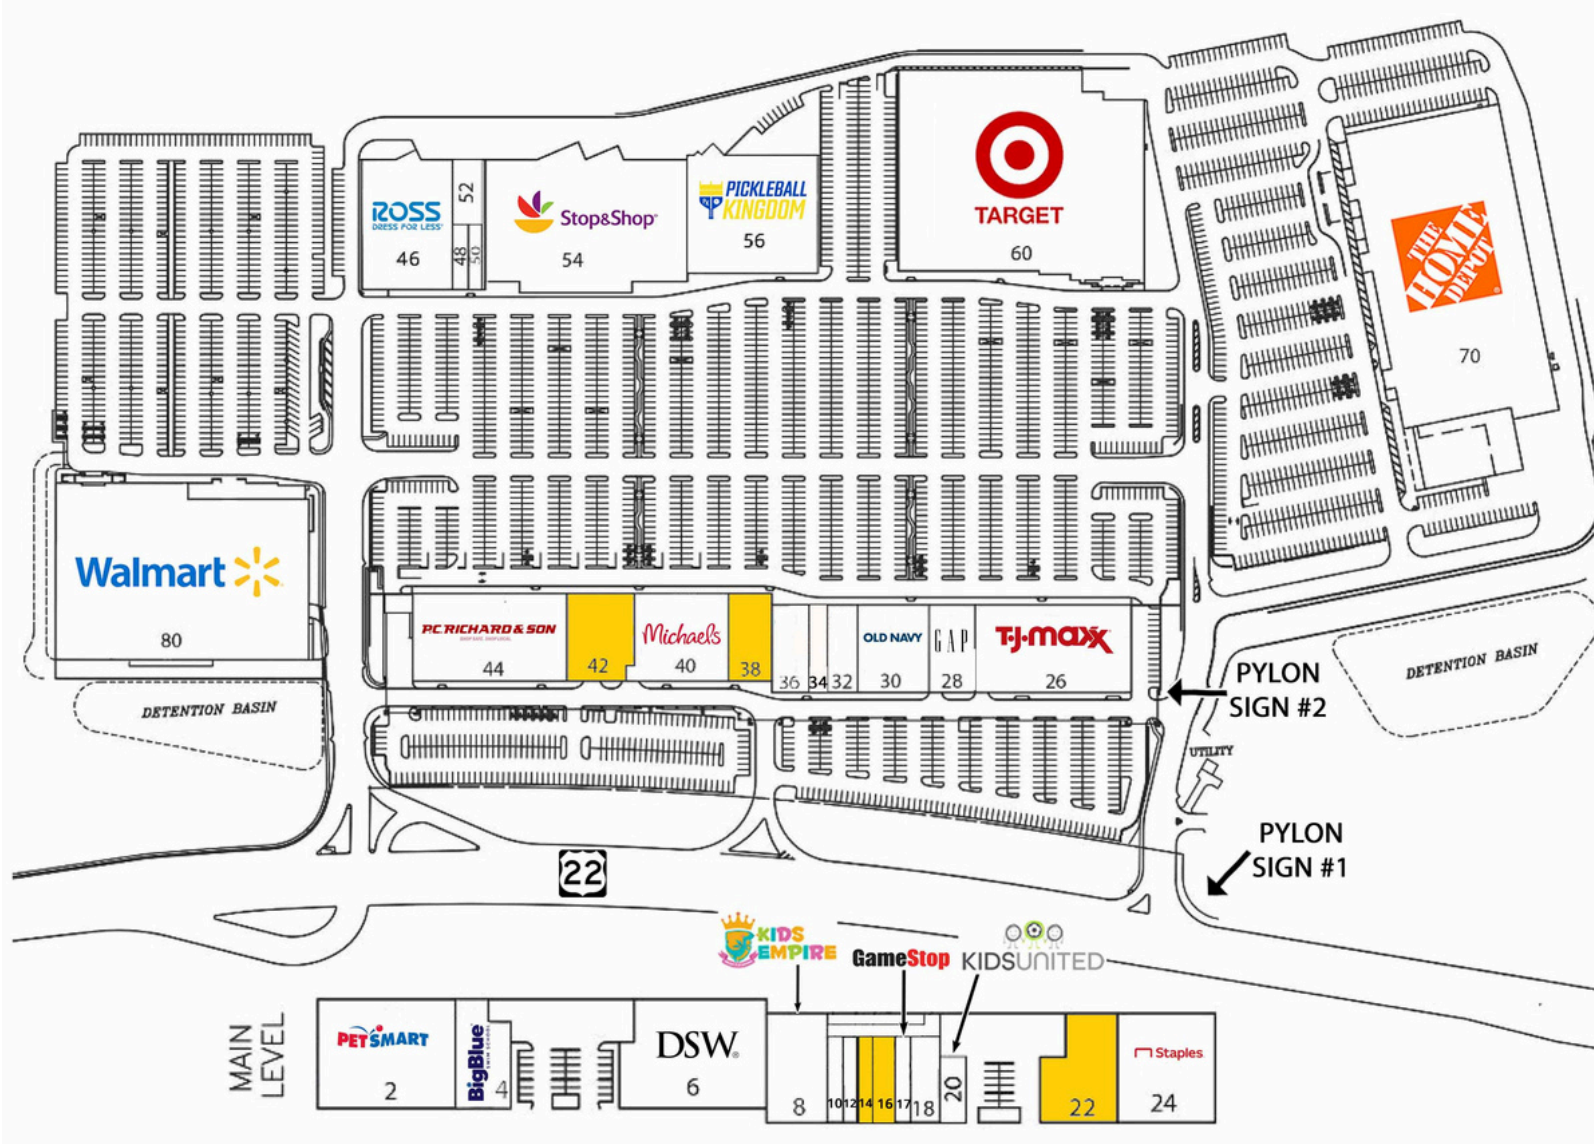 TARGET
60
ROSS
DRESS FOR LESS
46
52
48
50
Stop&Shop
54
PICKLEBALL
KINGDOM
56
THE
HOME
DEPOT
70
Walmart
80
DETENTION BASIN
P.C. RICHARD & SON
44
42
Michaels
40
38
36
34
32
OLD NAVY
30
GAP
28
T.J.maxx
26
PYLON
SIGN #2
DETENTION BASIN
UTILITY
PYLON
SIGN #1
22
KIDS
EMPIRE
GameStop
KIDSUNITED
MAIN
LEVEL
PETSMART
2
BigBlue
SWIM SCHOOL
4
DSW
6
8
10
12
14
16
17
18
20
22
Staples
24